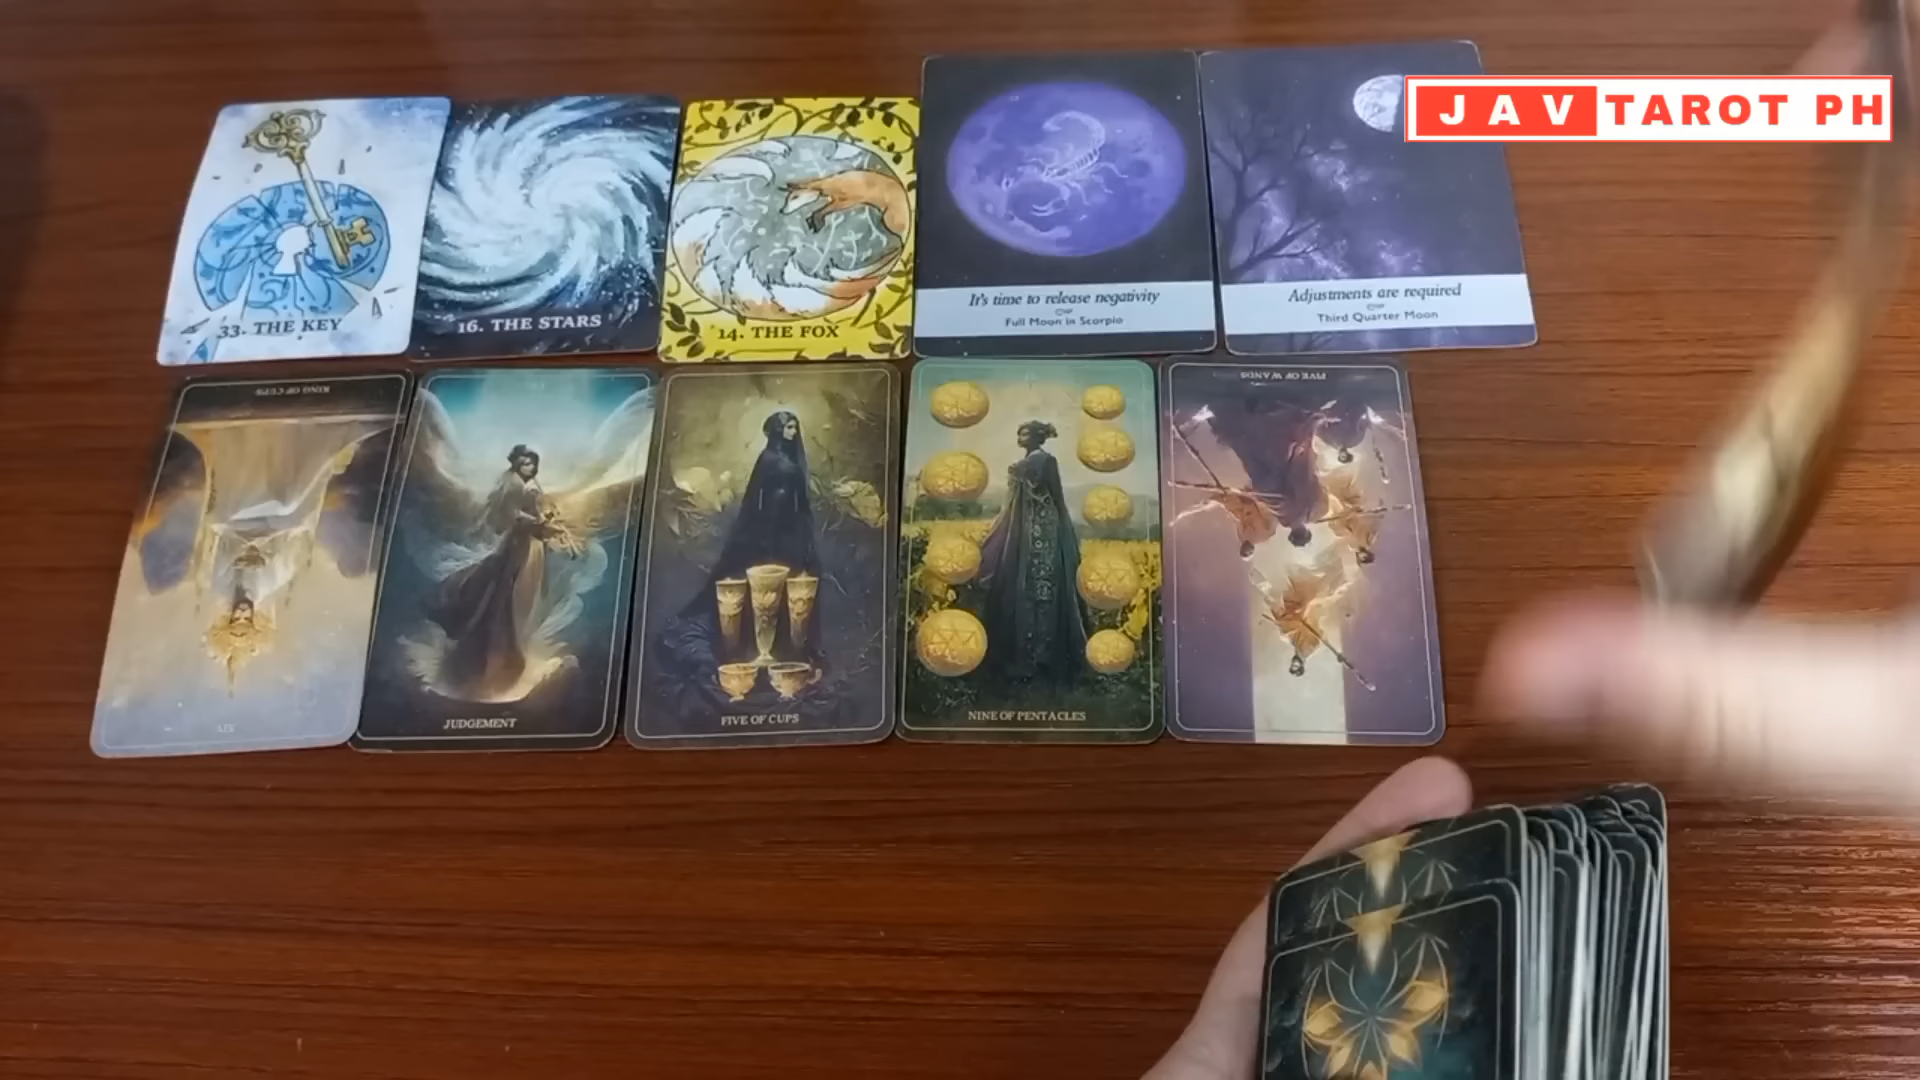 JAV TAROT PH
33. THE KEY
16. THE STARS
14. THE FOX
It's time to release negativity
Full Moon in Scorpio
Adjustments are required
Third Quarter Moon
KING OF CUPS
FIVE OF WANDS
JUDGEMENT
FIVE OF CUPS
NINE OF PENTACLES